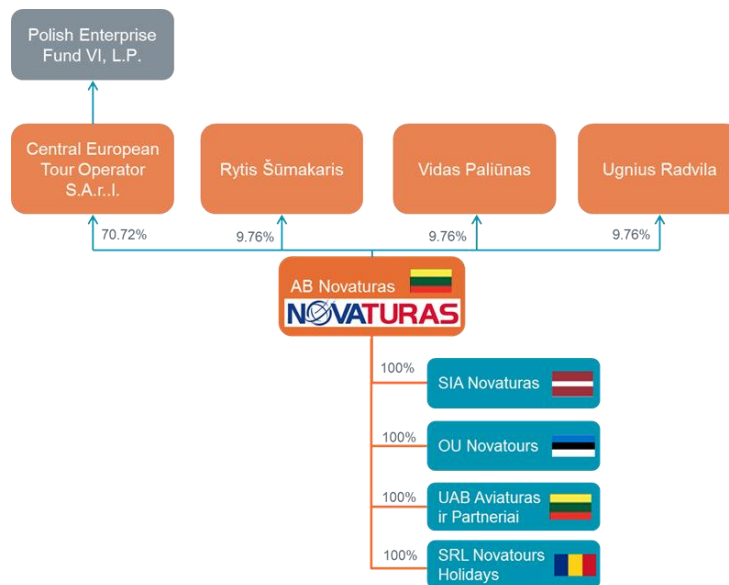 Polish Enterprise
Fund VI, L.P.
Central European
Tour Operator
S.A.r..l.
Rytis Šūmakaris
Vidas Paliūnas
Ugnius Radvila
70.72%
9.76%
9.76%
9.76%
AB Novaturas
NOVATURAS
100%
SIA Novaturas
100%
OU Novatours
100%
UAB Aviaturas
ir Partneriai
100%
SRL Novatours
Holidays